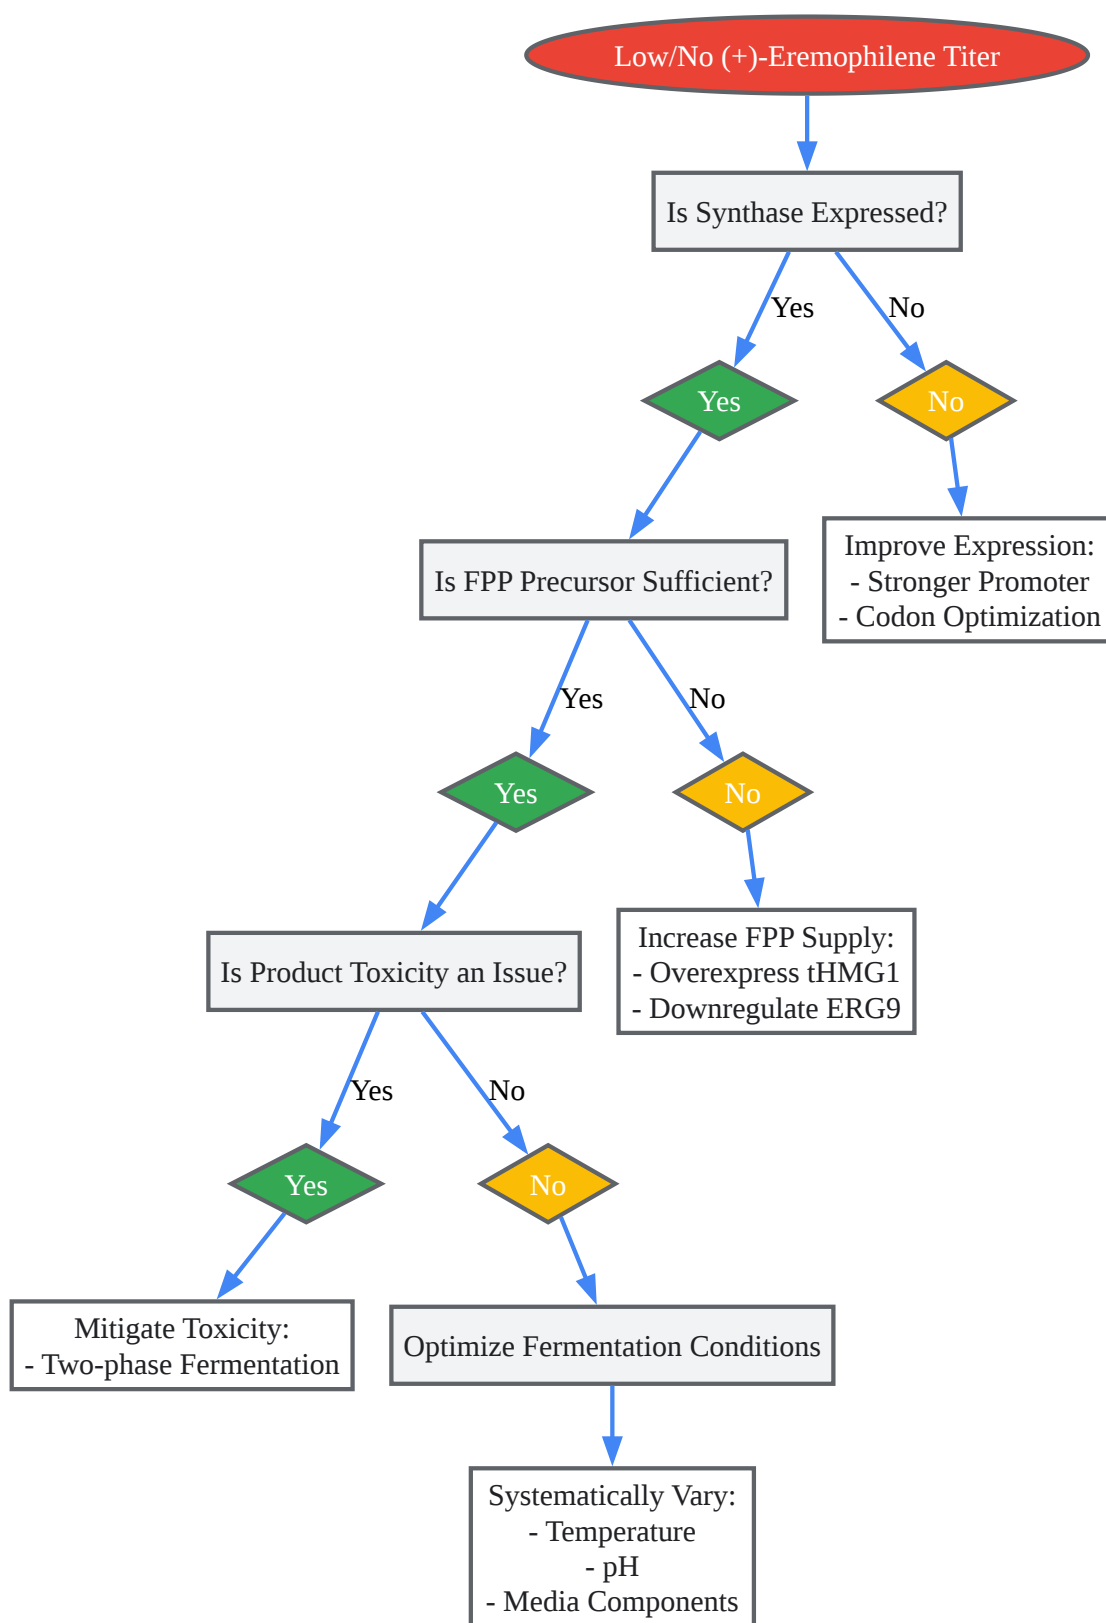 Low/No (+)-Eremophilene Titer
Is Synthase Expressed?
Yes
No
Yes
No
Is FPP Precursor Sufficient?
Improve Expression:
- Stronger Promoter
- Codon Optimization
Yes
No
Yes
No
Is Product Toxicity an Issue?
Increase FPP Supply:
- Overexpress tHMG1
- Downregulate ERG9
Yes
No
Yes
No
Mitigate Toxicity:
- Two-phase Fermentation
Optimize Fermentation Conditions
Systematically Vary:
- Temperature
- pH
- Media Components